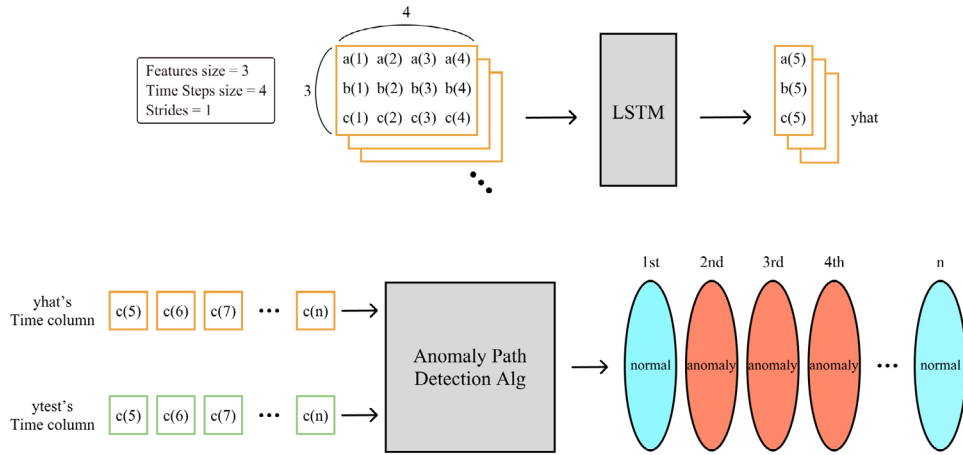 4
Features size = 3
Time Steps size = 4
Strides = 1
3
a(1) a(2) a(3) a(4)
b(1) b(2) b(3) b(4)
c(1) c(2) c(3) c(4)
LSTM
a(5)
b(5)
c(5)
yhat
1st 2nd 3rd 4th n
yhat's
Time column
c(5) c(6) c(7) ••• c(n)
Anomaly Path
Detection Alg
normal anomaly anomaly anomaly ••• normal
ytest's
Time column
c(5) c(6) c(7) ••• c(n)